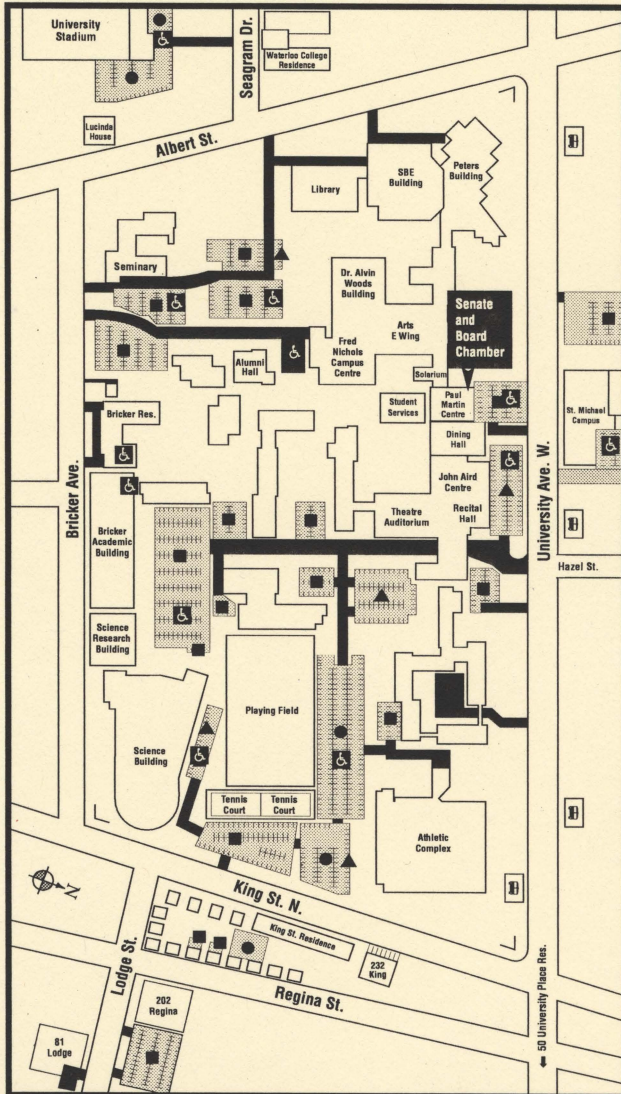 University
Stadium
Seagram Dr.
Waterloo College
Residence
Lucinda
House
Albert St.
Library
SBE
Building
Peters
Building
Seminary
Dr. Alvin
Woods
Building
Senate
and
Board
Chamber
Arts
E Wing
Fred
Nichols
Campus
Centre
Alumni
Hall
Solarium
Student
Services
Paul
Martin
Centre
St. Michael
Campus
Bricker Res.
Dining
Hall
Bricker Ave.
University Ave. W.
John Aird
Centre
Recital
Hall
Theatre
Auditorium
Bricker
Academic
Building
Hazel St.
Science
Research
Building
Playing Field
Science
Building
Tennis
Court
Tennis
Court
Athletic
Complex
N
King St. N.
King St. Residence
232
King
Lodge St.
Regina St.
202
Regina
81
Lodge
50 University Place Res.